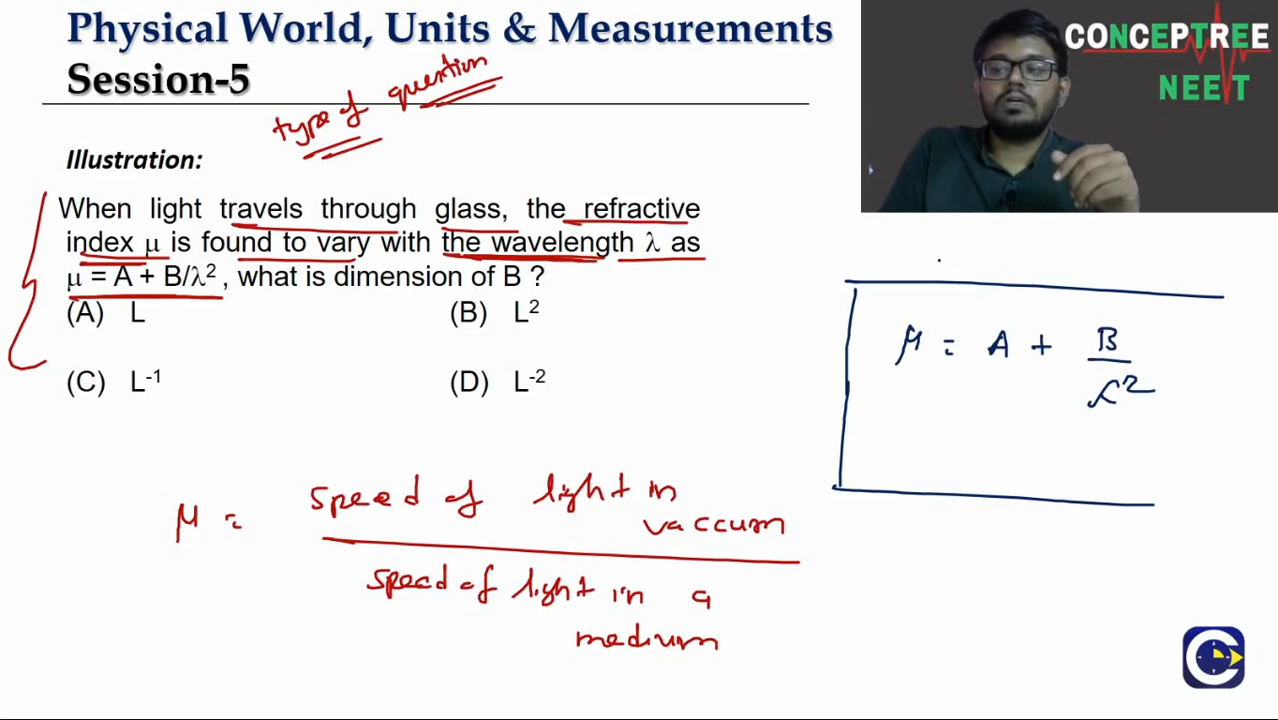 Physical World, Units & Measurements
Session-5
CONCEPTREE
NEET
type of question
Illustration:
When light travels through glass, the refractive
index μ is found to vary with the wavelength λ as
μ = A + B/λ², what is dimension of B ?
(A) L
(B) L²
(C) L⁻¹
(D) L⁻²
μ = A + B/λ²
μ = speed of light in
vaccum
speed of light in a
medium